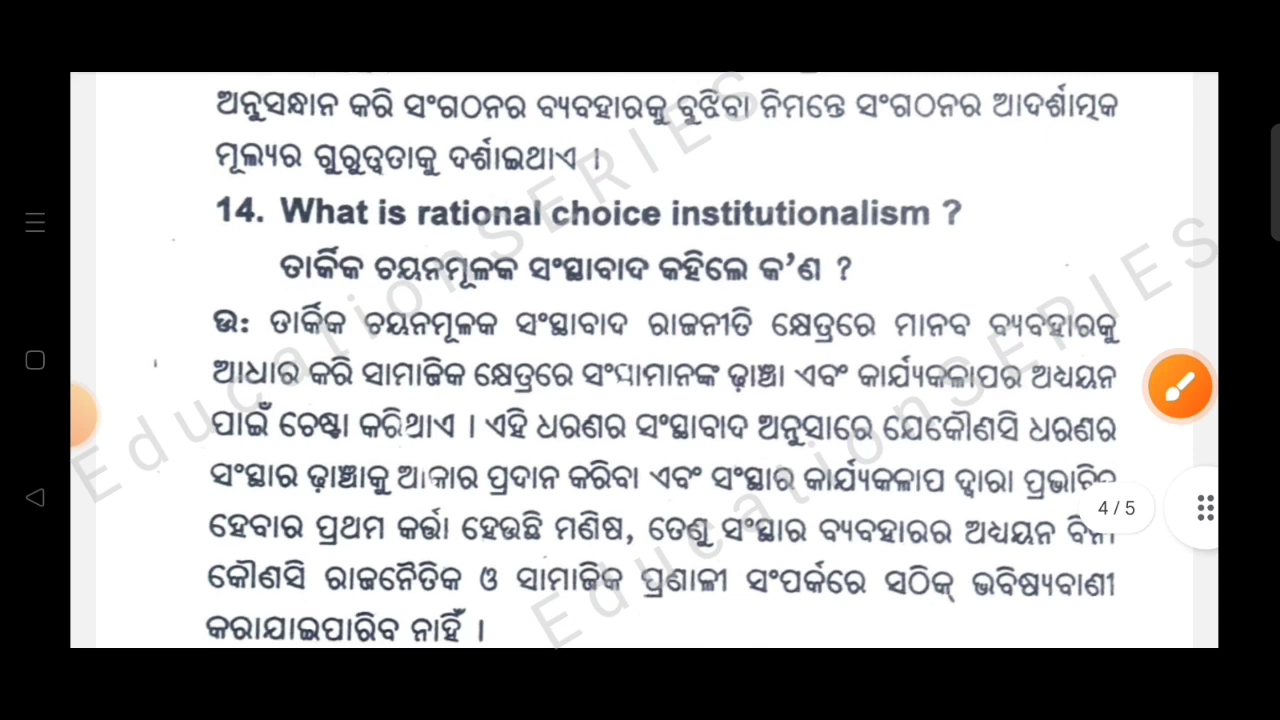 ଅନୁସନ୍ଧାନ କରି ସଂଗଠନର ବ୍ୟବହାରକୁ ବୁଝିବା ନିମନ୍ତେ ସଂଗଠନର ଆଦର୍ଶାତ୍ମକ
ମୂଲ୍ୟର ଗୁରୁତ୍ତ୍ୱତାକୁ ଦର୍ଶାଇଥାଏ ।
14. What is rational choice institutionalism ?
ତାର୍କିକ ଚୟନମୂଳକ ସଂସ୍ଥାବାଦ କହିଲେ କ'ଣ ?
ଉ: ତାର୍କିକ ଚୟନମୂଳକ ସଂସ୍ଥାବାଦ ରାଜନୀତି କ୍ଷେତ୍ରରେ ମାନବ ବ୍ୟବହାରକୁ
ଆଧାର କରି ସାମାଜିକ କ୍ଷେତ୍ରରେ ସଂସ୍ଥାମାନଙ୍କ ଢ଼ାଞ୍ଚା ଏବଂ କାର୍ଯ୍ୟକଳାପର ଅଧ୍ୟୟନ
ପାଇଁ ଚେଷ୍ଟା କରିଥାଏ । ଏହି ଧରଣର ସଂସ୍ଥାବାଦ ଅନୁସାରେ ଯେକୌଣସି ଧରଣର
ସଂସ୍ଥାର ଢ଼ାଞ୍ଚାକୁ ଆକାର ପ୍ରଦାନ କରିବା ଏବଂ ସଂସ୍ଥାର କାର୍ଯ୍ୟକଳାପ ଦ୍ୱାରା ପ୍ରଭାବିତ
4 / 5
ହେବାର ପ୍ରଥମ କର୍ତ୍ତା ହେଉଛି ମଣିଷ, ତେଣୁ ସଂସ୍ଥାର ବ୍ୟବହାରର ଅଧ୍ୟୟନ ବିନା
କୌଣସି ରାଜନୈତିକ ଓ ସାମାଜିକ ପ୍ରଣାଳୀ ସଂପର୍କରେ ସଠିକ୍ ଭବିଷ୍ୟବାଣୀ
କରାଯାଇପାରିବ ନାହିଁ ।
EducationSERIES
EducationSERIES